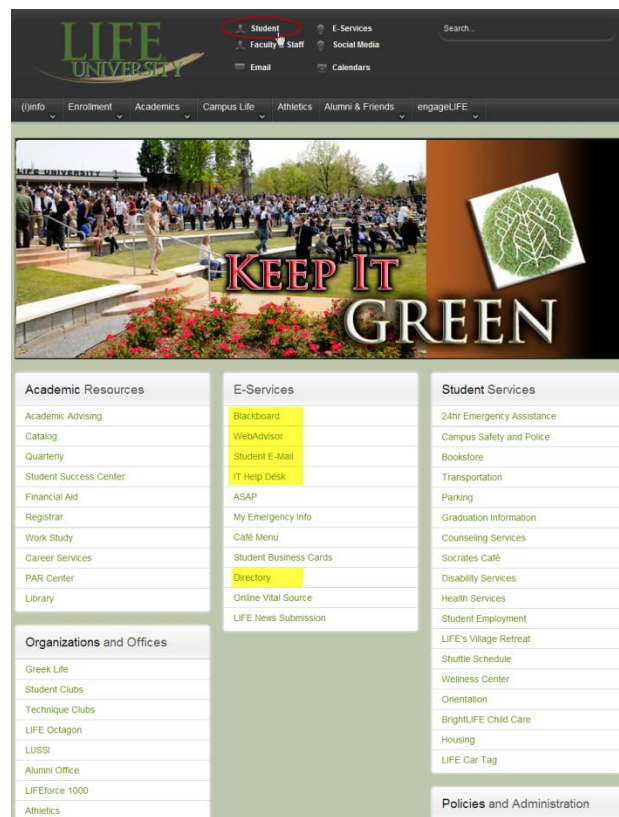 LIFE
UNIVERSITY
Student
E-Services
Search...
Faculty & Staff
Social Media
Email
Calendars
(i)info
Enrollment
Academics
Campus Life
Athletics
Alumni & Friends
engageLIFE
LIFE UNIVERSITY
KEEP IT
GREEN
Academic Resources
Academic Advising
Catalog
Quarterly
Student Success Center
Financial Aid
Registrar
Work Study
Career Services
PAR Center
Library
Organizations and Offices
Greek Life
Student Clubs
Technique Clubs
LIFE Octagon
LUSSI
Alumni Office
LIFEforce 1000
Athletics
E-Services
Blackboard
WebAdvisor
Student E-Mail
IT Help Desk
ASAP
My Emergency Info
Café Menu
Student Business Cards
Directory
Online Vital Source
LIFE News Submission
Student Services
24hr Emergency Assistance
Campus Safety and Police
Bookstore
Transportation
Parking
Graduation Information
Counseling Services
Socrates Café
Disability Services
Health Services
Student Employment
LIFE's Village Retreat
Shuttle Schedule
Wellness Center
Orientation
BrightLIFE Child Care
Housing
LIFE Car Tag
Policies and Administration